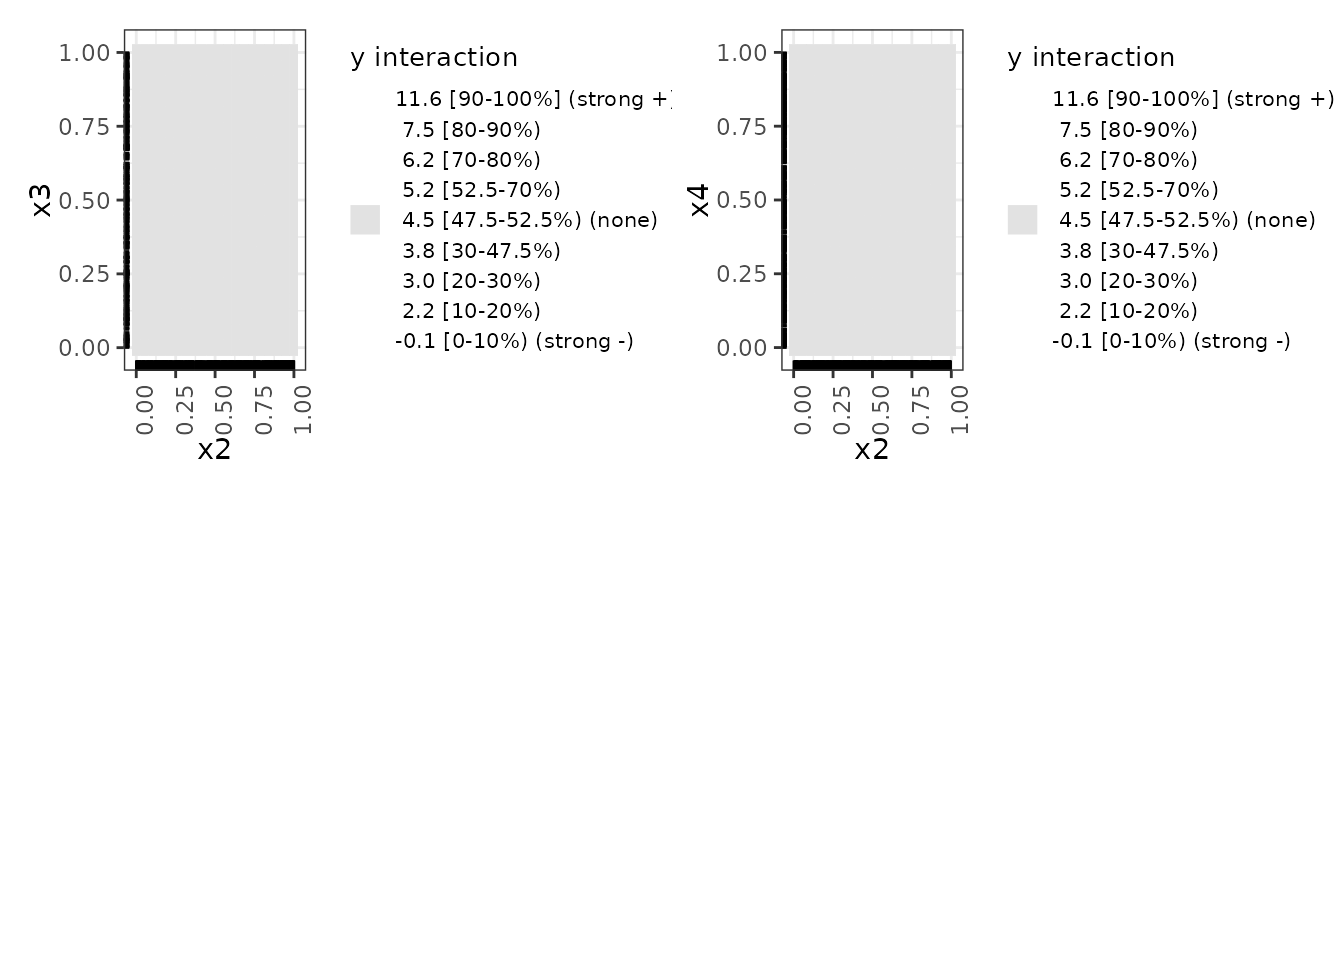 y interaction
11.6 [90-100%] (strong +)
7.5 [80-90%)
6.2 [70-80%)
5.2 [52.5-70%)
4.5 [47.5-52.5%) (none)
3.8 [30-47.5%)
3.0 [20-30%)
2.2 [10-20%)
-0.1 [0-10%) (strong -)
x3
1.00
0.75
0.50
0.25
0.00
0.00 0.25 0.50 0.75 1.00
x2
y interaction
11.6 [90-100%] (strong +)
7.5 [80-90%)
6.2 [70-80%)
5.2 [52.5-70%)
4.5 [47.5-52.5%) (none)
3.8 [30-47.5%)
3.0 [20-30%)
2.2 [10-20%)
-0.1 [0-10%) (strong -)
x4
1.00
0.75
0.50
0.25
0.00
0.00 0.25 0.50 0.75 1.00
x2